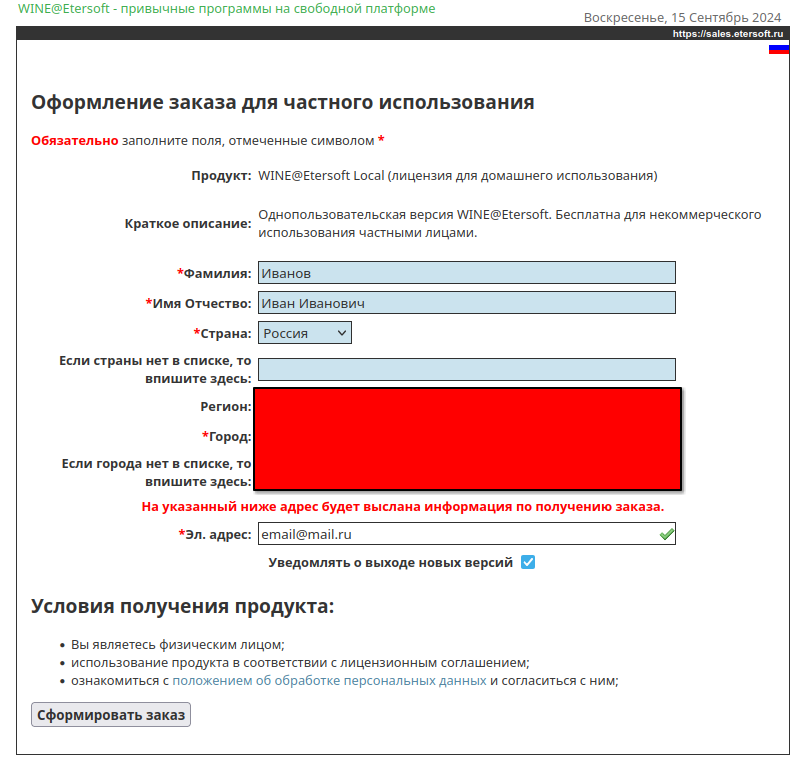 WINE@Etersoft - привычные программы на свободной платформе
Воскресенье, 15 Сентябрь 2024
https://sales.etersoft.ru
Оформление заказа для частного использования
Обязательно заполните поля, отмеченные символом *
Продукт: WINE@Etersoft Local (лицензия для домашнего использования)
Краткое описание: Однопользовательская версия WINE@Etersoft. Бесплатна для некоммерческого
использования частными лицами.
*Фамилия: Иванов
*Имя Отчество: Иван Иванович
*Страна: Россия
Если страны нет в списке, то
впишите здесь:
Регион:
*Город:
Если города нет в списке, то
впишите здесь:
На указанный ниже адрес будет выслана информация по получению заказа.
*Эл. адрес: email@mail.ru
Уведомлять о выходе новых версий
Условия получения продукта:
• Вы являетесь физическим лицом;
• использование продукта в соответствии с лицензионным соглашением;
• ознакомиться с положением об обработке персональных данных и согласиться с ним;
Сформировать заказ